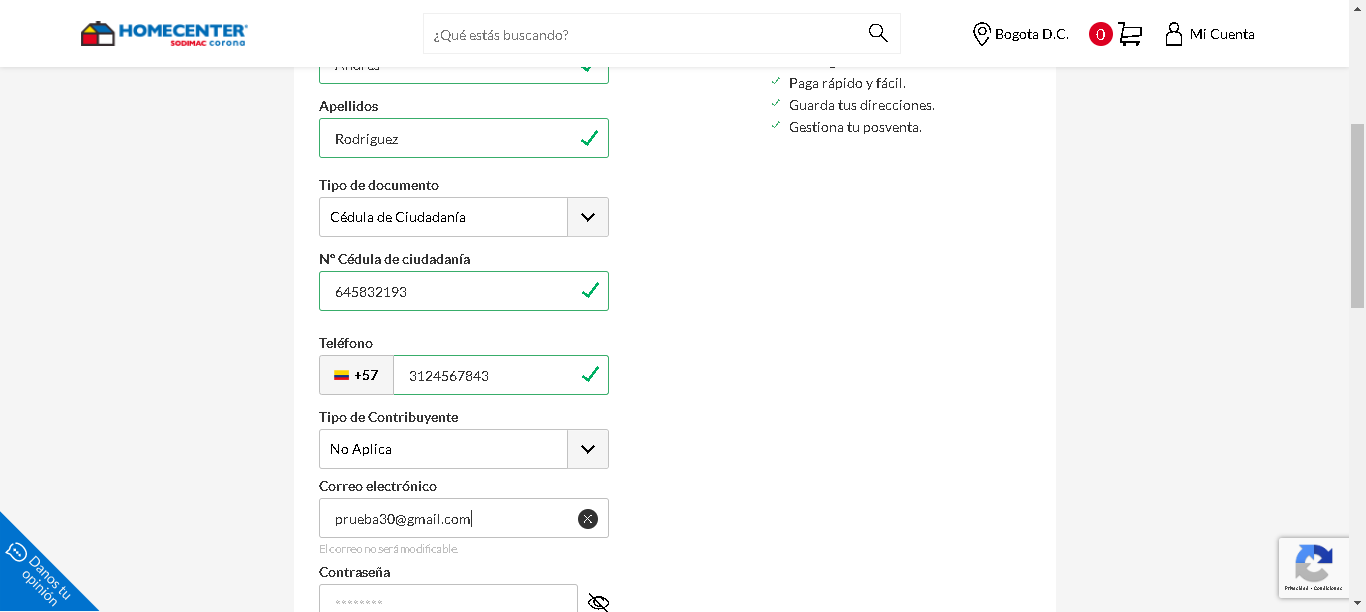 HOMECENTER
SODIMAC corona
¿Qué estás buscando?
Bogota D.C.
0
Mi Cuenta
Andres
Paga rápido y fácil.
Guarda tus direcciones.
Gestiona tu posventa.
Apellidos
Rodriguez
Tipo de documento
Cédula de Ciudadanía
Nº Cédula de ciudadanía
645832193
Teléfono
+57
3124567843
Tipo de Contribuyente
No Aplica
Correo electrónico
prueba30@gmail.com
El correo no será modificable.
Contraseña
********
Danos tu
opinión
Privacidad - Condiciones